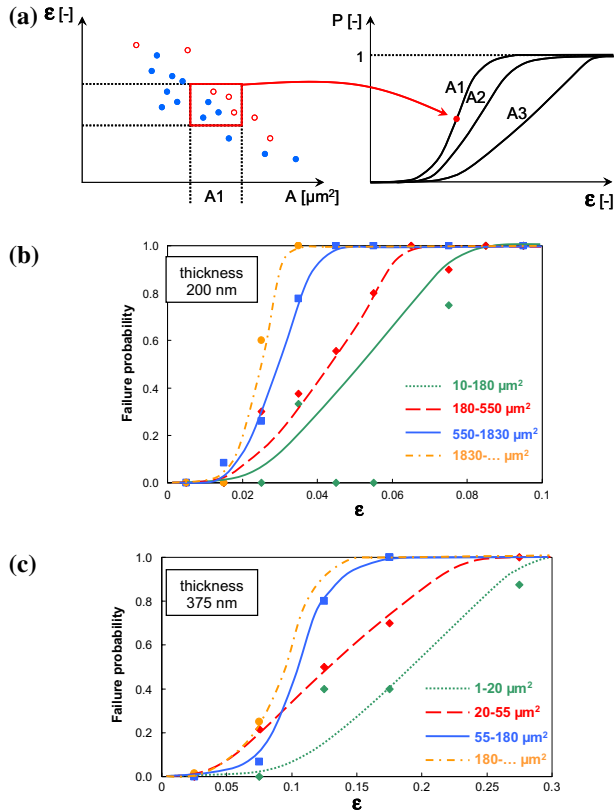 (a)
ε [-]
A1
A [µm²]
P [-]
1
A1
A2
A3
ε [-]
(b)
thickness
200 nm
Failure probability
1.0
0.8
0.6
0.4
0.2
0.0
0
0.02
0.04
0.06
0.08
0.1
ε
10-180 µm²
180-550 µm²
550-1830 µm²
1830-... µm²
(c)
thickness
375 nm
Failure probability
1.0
0.8
0.6
0.4
0.2
0.0
0
0.05
0.1
0.15
0.2
0.25
0.3
ε
1-20 µm²
20-55 µm²
55-180 µm²
180-... µm²